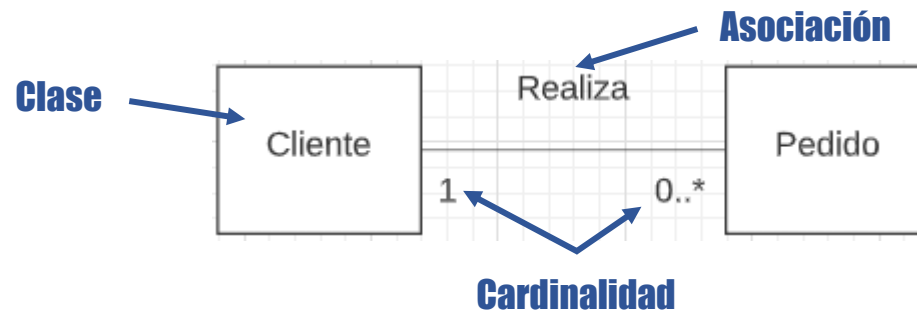 Asociación
Realiza
Clase
Cliente
Pedido
1
0..*
Cardinalidad